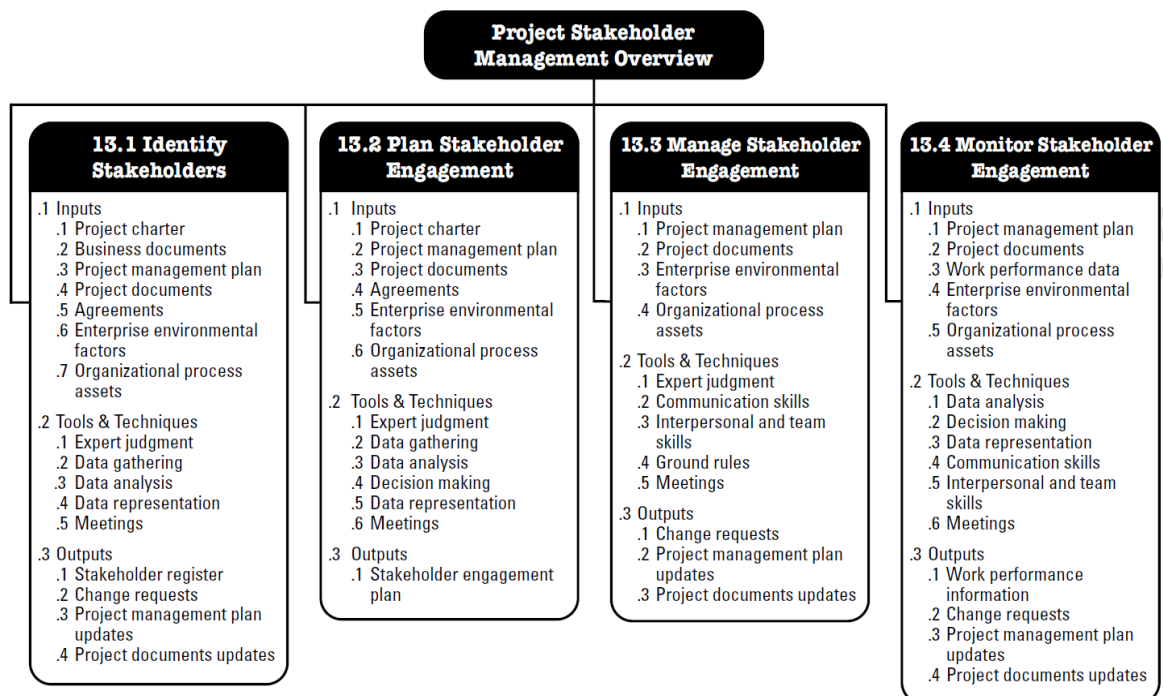 Project Stakeholder
Management Overview
13.1 Identify
Stakeholders
.1 Inputs
.1 Project charter
.2 Business documents
.3 Project management plan
.4 Project documents
.5 Agreements
.6 Enterprise environmental
factors
.7 Organizational process
assets
.2 Tools & Techniques
.1 Expert judgment
.2 Data gathering
.3 Data analysis
.4 Data representation
.5 Meetings
.3 Outputs
.1 Stakeholder register
.2 Change requests
.3 Project management plan
updates
.4 Project documents updates
13.2 Plan Stakeholder
Engagement
.1 Inputs
.1 Project charter
.2 Project management plan
.3 Project documents
.4 Agreements
.5 Enterprise environmental
factors
.6 Organizational process
assets
.2 Tools & Techniques
.1 Expert judgment
.2 Data gathering
.3 Data analysis
.4 Decision making
.5 Data representation
.6 Meetings
.3 Outputs
.1 Stakeholder engagement
plan
13.3 Manage Stakeholder
Engagement
.1 Inputs
.1 Project management plan
.2 Project documents
.3 Enterprise environmental
factors
.4 Organizational process
assets
.2 Tools & Techniques
.1 Expert judgment
.2 Communication skills
.3 Interpersonal and team
skills
.4 Ground rules
.5 Meetings
.3 Outputs
.1 Change requests
.2 Project management plan
updates
.3 Project documents updates
13.4 Monitor Stakeholder
Engagement
.1 Inputs
.1 Project management plan
.2 Project documents
.3 Work performance data
.4 Enterprise environmental
factors
.5 Organizational process
assets
.2 Tools & Techniques
.1 Data analysis
.2 Decision making
.3 Data representation
.4 Communication skills
.5 Interpersonal and team
skills
.6 Meetings
.3 Outputs
.1 Work performance
information
.2 Change requests
.3 Project management plan
updates
.4 Project documents updates